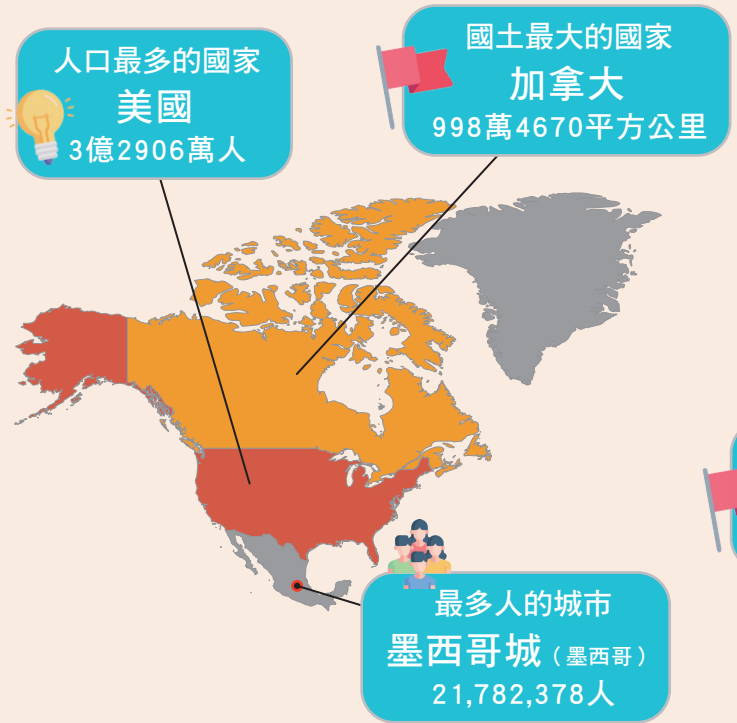 人口最多的國家
美國
3億2906萬人
國土最大的國家
加拿大
998萬4670平方公里
最多人的城市
墨西哥城（墨西哥）
21,782,378人